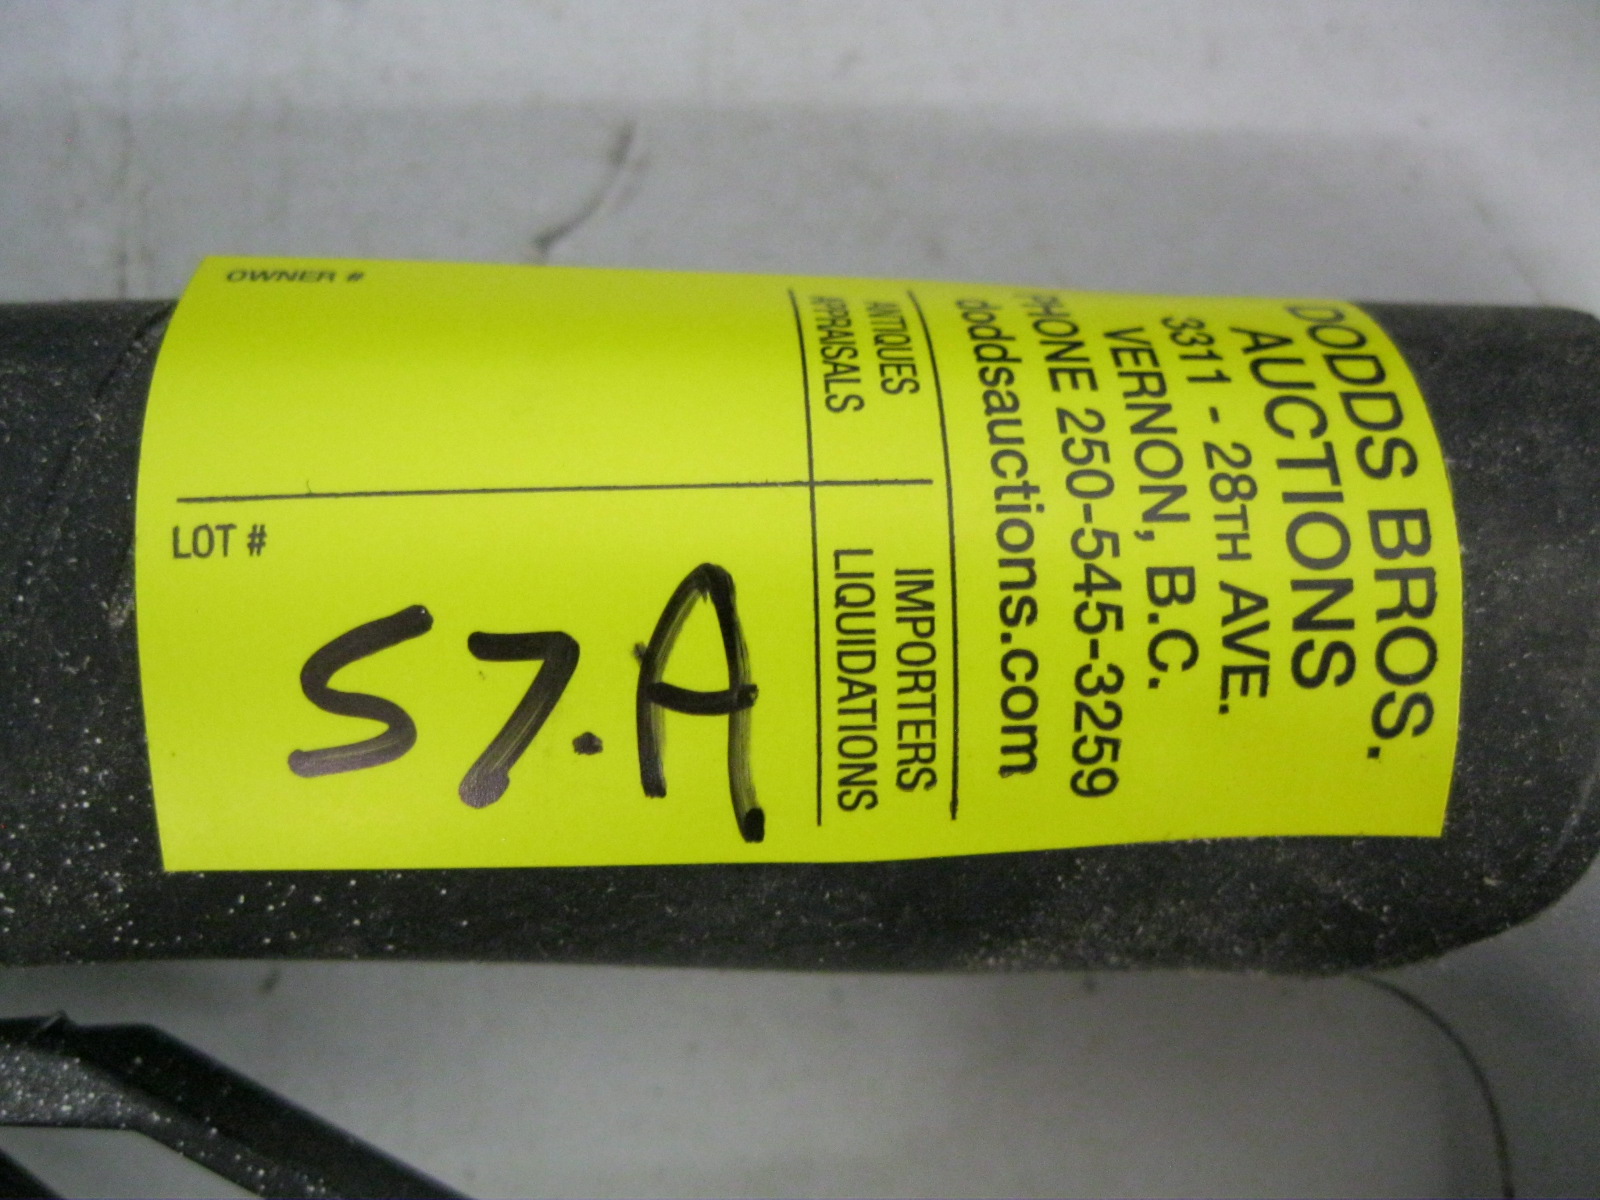 DODDS BROS.
AUCTIONS
3311 - 28TH AVE.
VERNON, B.C.
PHONE 250-545-3259
doddsauctions.com
ANTIQUES
APPRAISALS
IMPORTERS
LIQUIDATIONS
OWNER #
LOT #
57.A